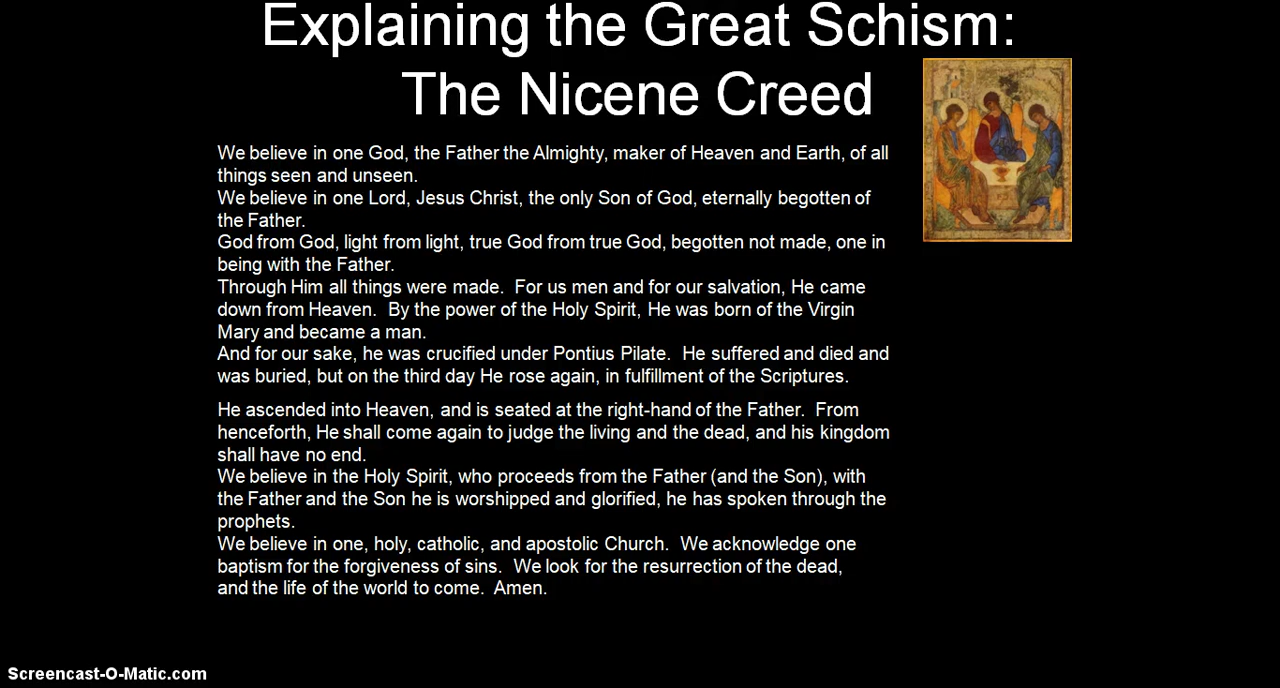 Explaining the Great Schism:
The Nicene Creed
We believe in one God, the Father the Almighty, maker of Heaven and Earth, of all
things seen and unseen.
We believe in one Lord, Jesus Christ, the only Son of God, eternally begotten of
the Father.
God from God, light from light, true God from true God, begotten not made, one in
being with the Father.
Through Him all things were made.  For us men and for our salvation, He came
down from Heaven.  By the power of the Holy Spirit, He was born of the Virgin
Mary and became a man.
And for our sake, he was crucified under Pontius Pilate.  He suffered and died and
was buried, but on the third day He rose again, in fulfillment of the Scriptures.
He ascended into Heaven, and is seated at the right-hand of the Father.  From
henceforth, He shall come again to judge the living and the dead, and his kingdom
shall have no end.
We believe in the Holy Spirit, who proceeds from the Father (and the Son), with
the Father and the Son he is worshipped and glorified, he has spoken through the
prophets.
We believe in one, holy, catholic, and apostolic Church.  We acknowledge one
baptism for the forgiveness of sins.  We look for the resurrection of the dead,
and the life of the world to come.  Amen.
Screencast-O-Matic.com